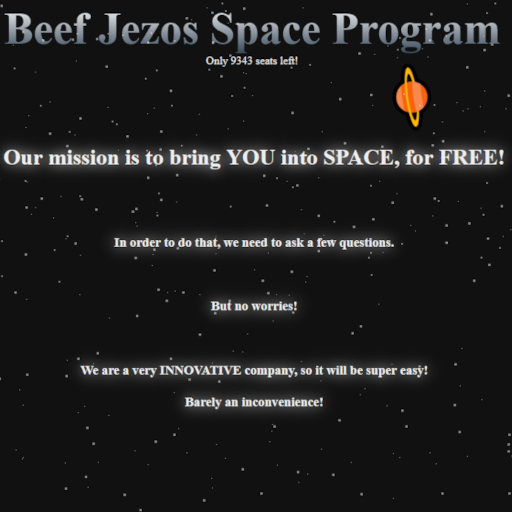 Beef Jezos Space Program
Only 9343 seats left!
Our mission is to bring YOU into SPACE, for FREE!
In order to do that, we need to ask a few questions.
But no worries!
We are a very INNOVATIVE company, so it will be super easy!
Barely an inconvenience!